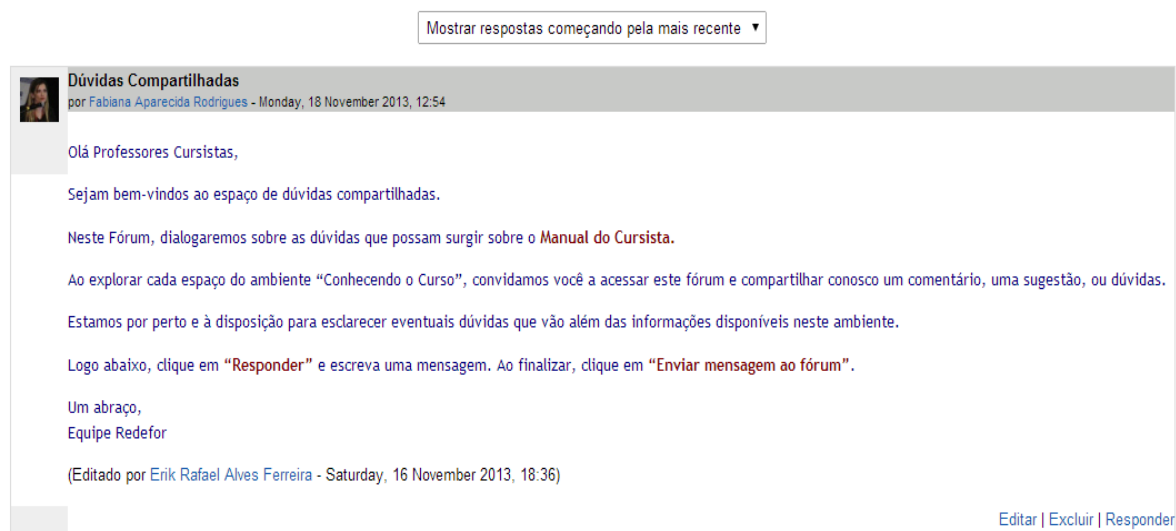 Mostrar respostas começando pela mais recente
Dúvidas Compartilhadas
por Fabiana Aparecida Rodrigues - Monday, 18 November 2013, 12:54
Olá Professores Cursistas,
Sejam bem-vindos ao espaço de dúvidas compartilhadas.
Neste Fórum, dialogaremos sobre as dúvidas que possam surgir sobre o Manual do Cursista.
Ao explorar cada espaço do ambiente “Conhecendo o Curso”, convidamos você a acessar este fórum e compartilhar conosco um comentário, uma sugestão, ou dúvidas.
Estamos por perto e à disposição para esclarecer eventuais dúvidas que vão além das informações disponíveis neste ambiente.
Logo abaixo, clique em “Responder” e escreva uma mensagem. Ao finalizar, clique em “Enviar mensagem ao fórum”.
Um abraço,
Equipe Redefor
(Editado por Erik Rafael Alves Ferreira - Saturday, 16 November 2013, 18:36)
Editar | Excluir | Responder